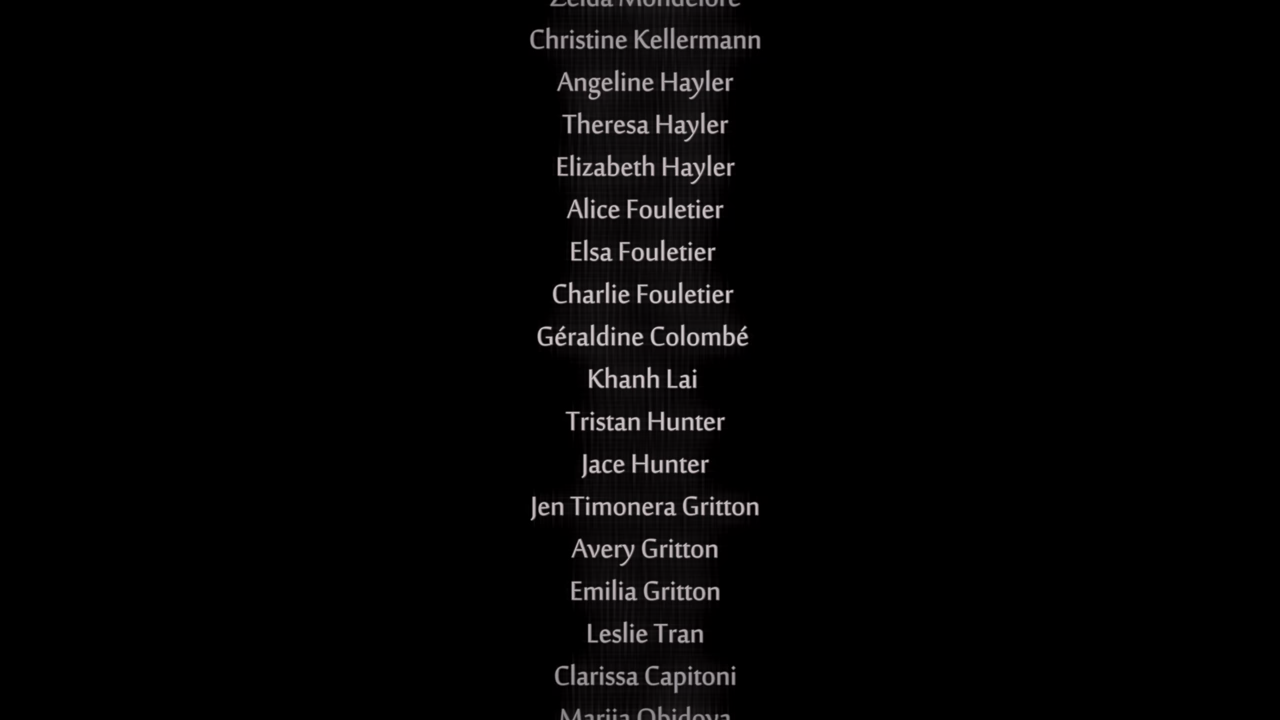 Christine Kellermann
Angeline Hayler
Theresa Hayler
Elizabeth Hayler
Alice Fouletier
Elsa Fouletier
Charlie Fouletier
Géraldine Colombé
Khanh Lai
Tristan Hunter
Jace Hunter
Jen Timonera Gritton
Avery Gritton
Emilia Gritton
Leslie Tran
Clarissa Capitoni